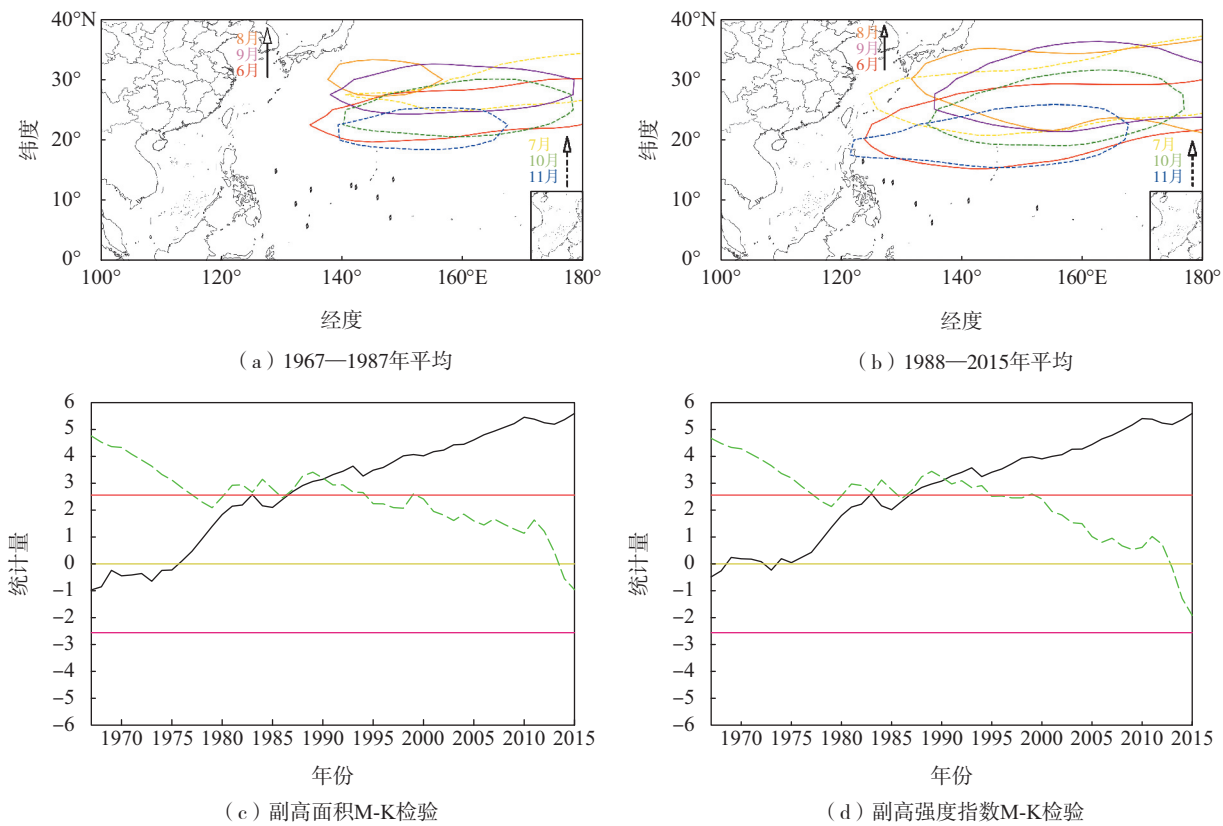 40°N
30°
20°
10°
0°
纬度
8月
9月
6月
7月
10月
11月
100°
120°
140°
160°E
180°
经度
（a）1967—1987年平均
40°N
30°
20°
10°
0°
纬度
8月
9月
6月
7月
10月
11月
100°
120°
140°
160°E
180°
经度
（b）1988—2015年平均
6
5
4
3
2
1
0
−1
−2
−3
−4
−5
−6
统计量
1970 1975 1980 1985 1990 1995 2000 2005 2010 2015
年份
（c）副高面积M-K检验
6
5
4
3
2
1
0
−1
−2
−3
−4
−5
−6
统计量
1970 1975 1980 1985 1990 1995 2000 2005 2010 2015
年份
（d）副高强度指数M-K检验